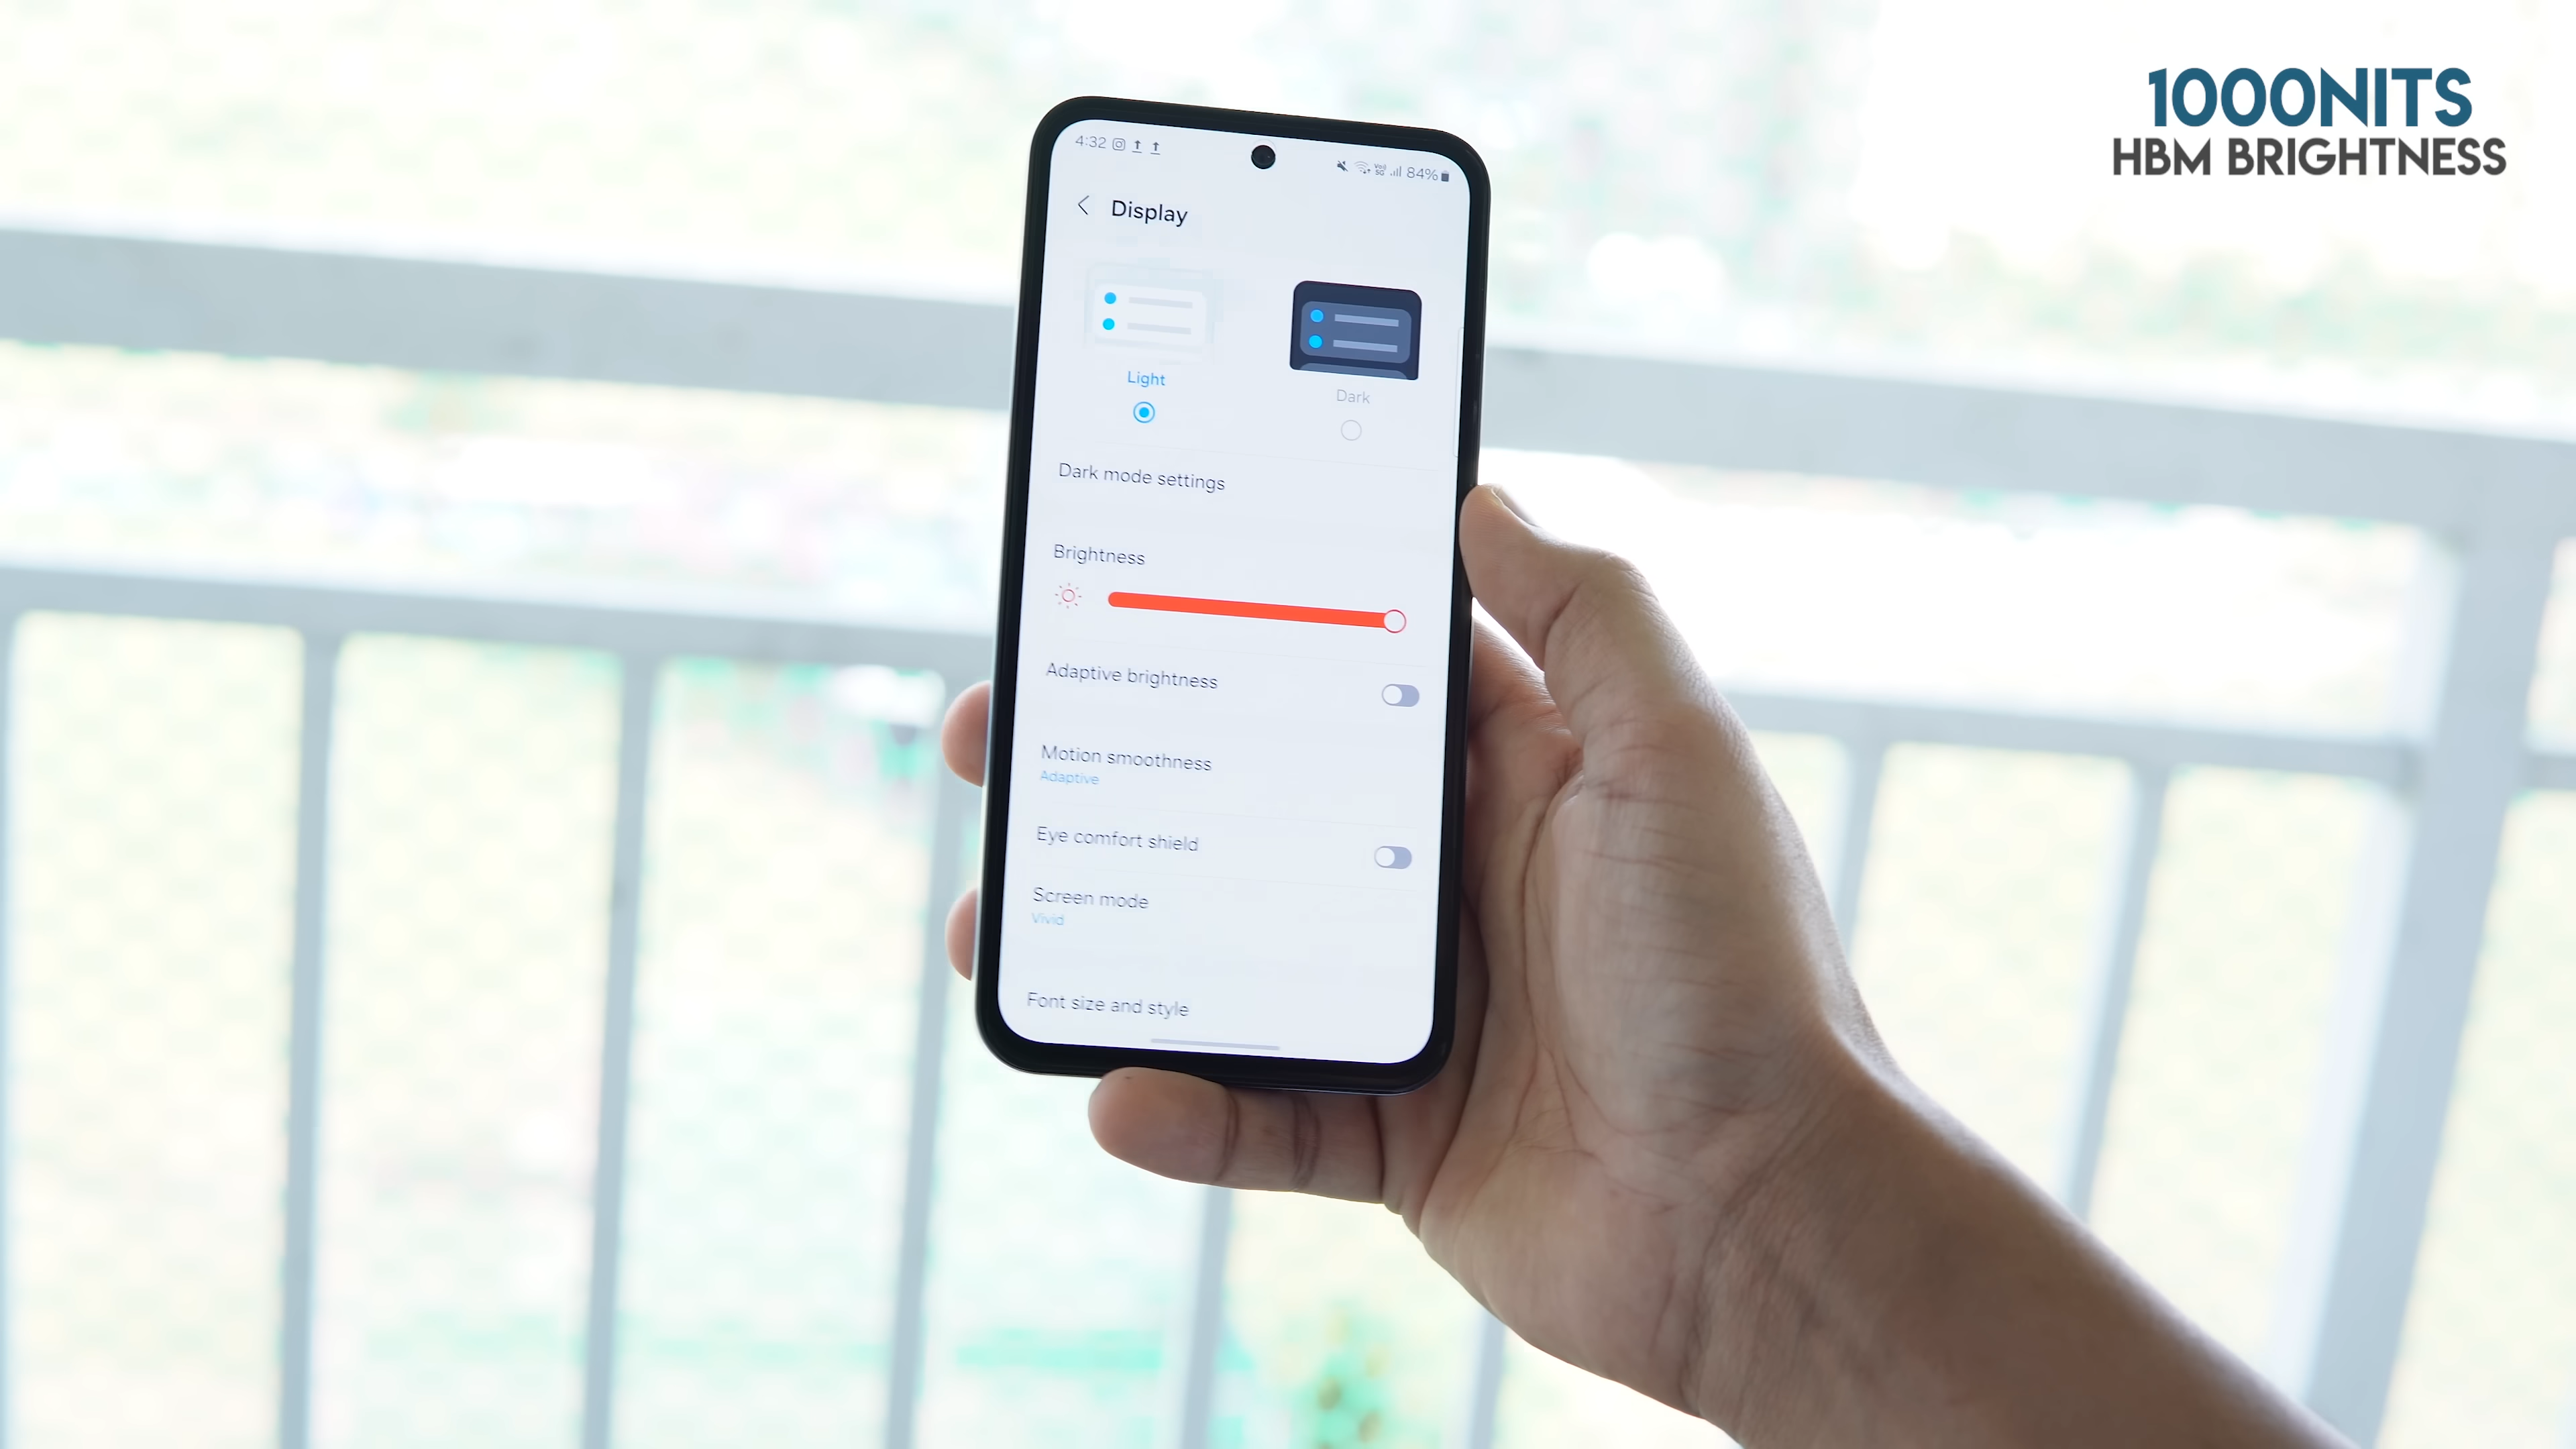 1000NITS
HBM BRIGHTNESS
4:32
84%
Display
Light
Dark
Dark mode settings
Brightness
Adaptive brightness
Motion smoothness
Adaptive
Eye comfort shield
Screen mode
Vivid
Font size and style